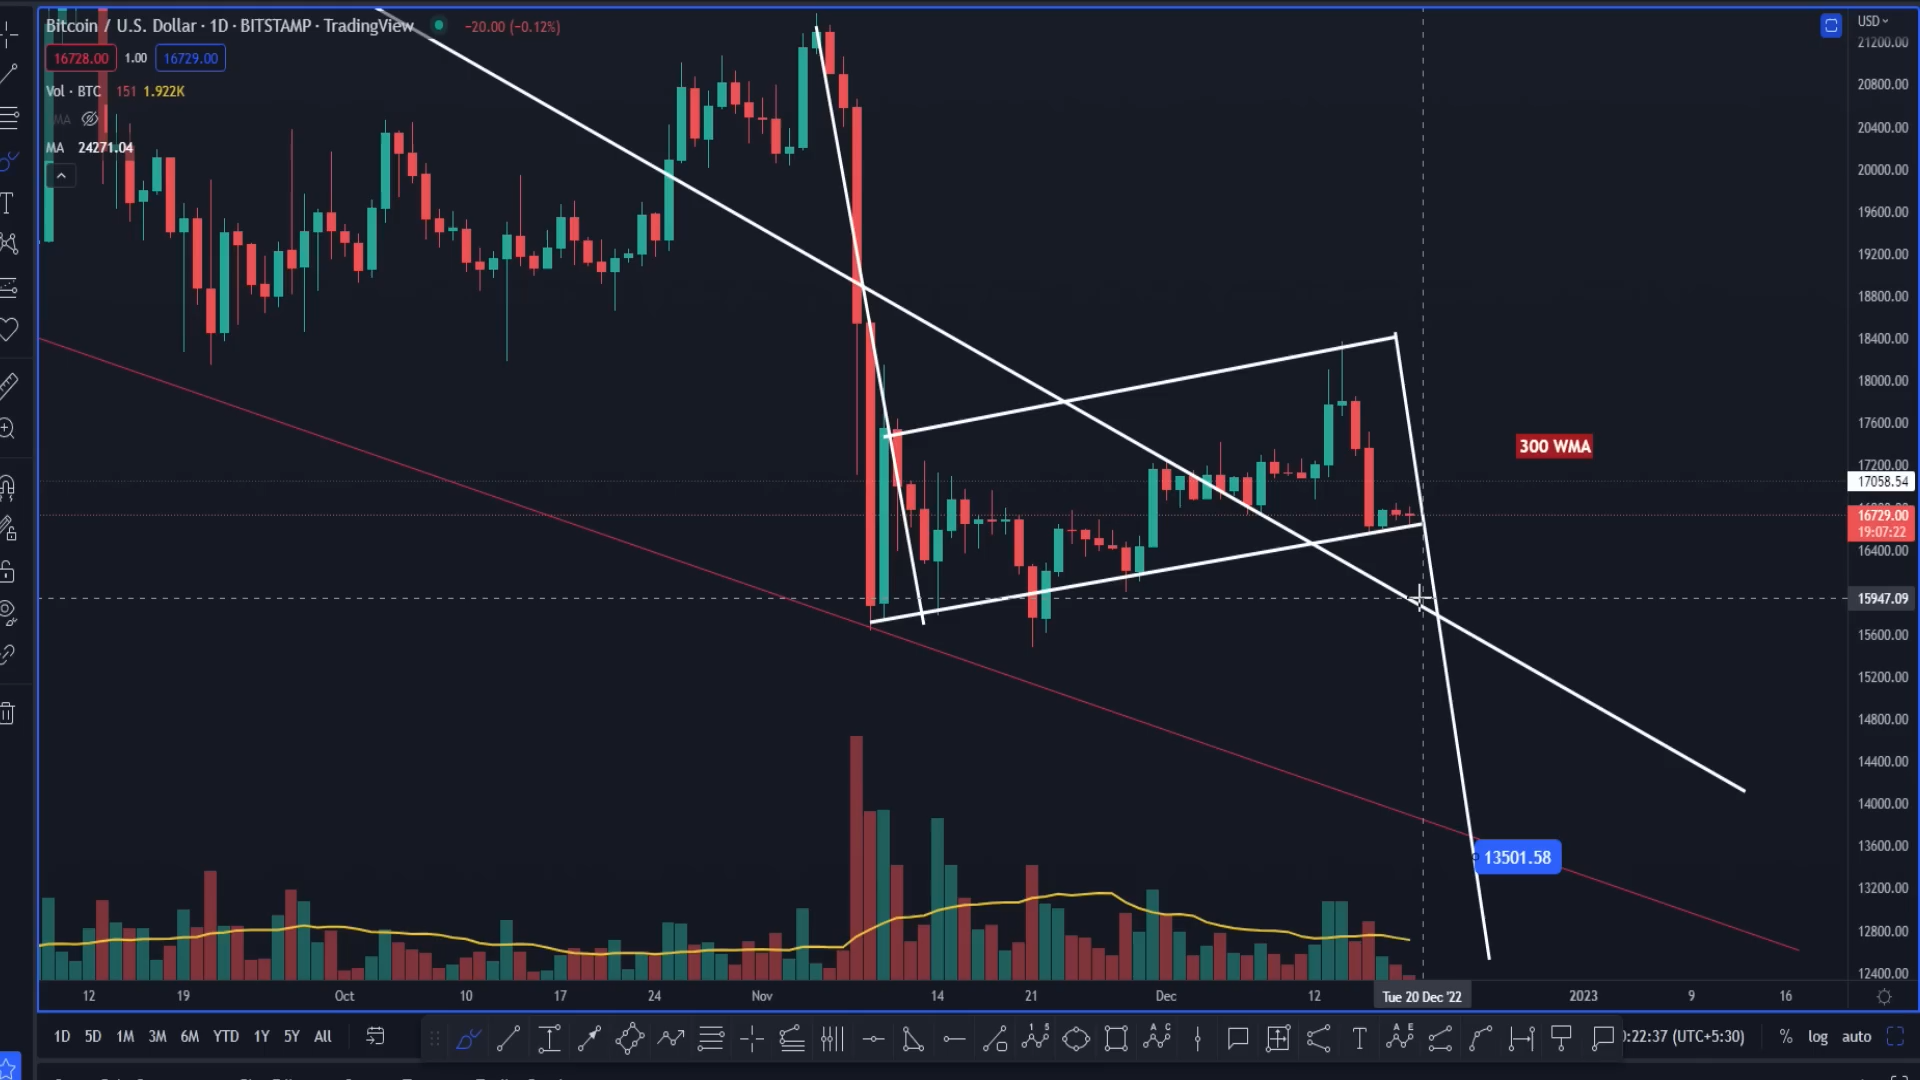 Bitcoin / U.S. Dollar · 1D · BITSTAMP · TradingView −20.00 (−0.12%)
16728.00 1.00 16729.00
Vol · BTC 151 1.922K
MA
MA 24271.04
USD
21200.00
20800.00
20400.00
20000.00
19600.00
19200.00
18800.00
18400.00
18000.00
17600.00
300 WMA
17200.00
17058.54
16729.00
19:07:22
16400.00
15947.09
15600.00
15200.00
14800.00
14400.00
14000.00
13600.00
13501.58
13200.00
12800.00
12400.00
12 19 Oct 10 17 24 Nov 14 21 Dec 12 Tue 20 Dec '22 2023 9 16
1D 5D 1M 3M 6M YTD 1Y 5Y All
:22:37 (UTC+5:30) % log auto